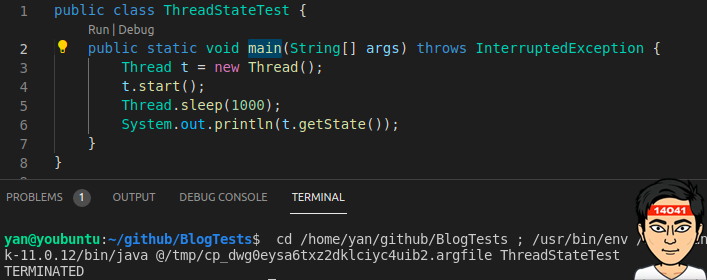 1 public class ThreadStateTest {
Run | Debug
2 public static void main(String[] args) throws InterruptedException {
3 Thread t = new Thread();
4 t.start();
5 Thread.sleep(1000);
6 System.out.println(t.getState());
7 }
8 }
PROBLEMS 1 OUTPUT DEBUG CONSOLE TERMINAL
14041
yan@youbuntu:~/github/BlogTests$ cd /home/yan/github/BlogTests ; /usr/bin/env /
k-11.0.12/bin/java @/tmp/cp_dwg0eysa6txz2dklciyc4uib2.argfile ThreadStateTest
TERMINATED